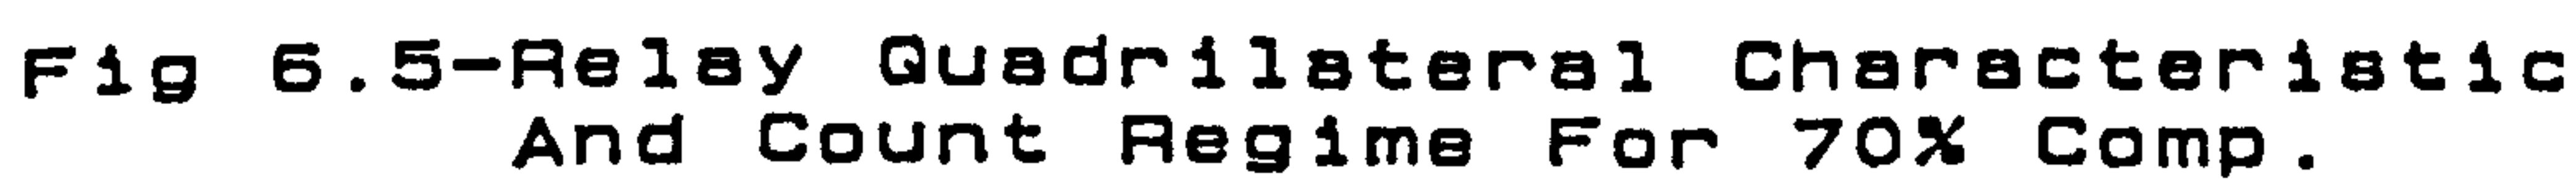 Fig 6.5-Relay Quadrilateral Characteristic
And Count Regime For 70% Comp.